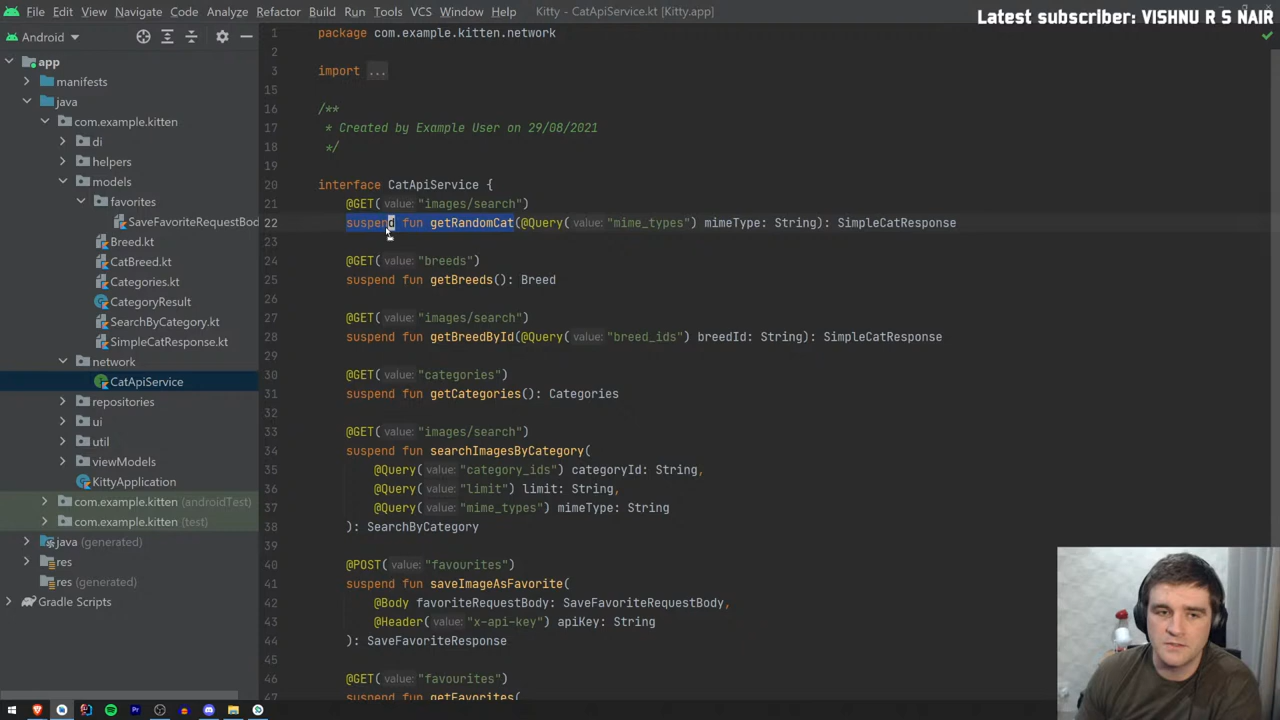 File Edit View Navigate Code Analyze Refactor Build Run Tools VCS Window Help Kitty - CatApiService.kt [Kitty.app]
Latest subscriber: VISHNU R S NAIR
Android
app
manifests
java
com.example.kitten
di
helpers
models
favorites
SaveFavoriteRequestBod
Breed.kt
CatBreed.kt
Categories.kt
CategoryResult
SearchByCategory.kt
SimpleCatResponse.kt
network
CatApiService
repositories
ui
util
viewModels
KittyApplication
com.example.kitten (androidTest)
com.example.kitten (test)
java (generated)
res
res (generated)
Gradle Scripts
1 package com.example.kitten.network
2
3 import ...
15
16 /**
17 * Created by Example User on 29/08/2021
18 */
19
20 interface CatApiService {
21 @GET( value: "images/search")
22 suspend fun getRandomCat(@Query( value: "mime_types") mimeType: String): SimpleCatResponse
23
24 @GET( value: "breeds")
25 suspend fun getBreeds(): Breed
26
27 @GET( value: "images/search")
28 suspend fun getBreedById(@Query( value: "breed_ids") breedId: String): SimpleCatResponse
29
30 @GET( value: "categories")
31 suspend fun getCategories(): Categories
32
33 @GET( value: "images/search")
34 suspend fun searchImagesByCategory(
35 @Query( value: "category_ids") categoryId: String,
36 @Query( value: "limit") limit: String,
37 @Query( value: "mime_types") mimeType: String
38 ): SearchByCategory
39
40 @POST( value: "favourites")
41 suspend fun saveImageAsFavorite(
42 @Body favoriteRequestBody: SaveFavoriteRequestBody,
43 @Header( value: "x-api-key") apiKey: String
44 ): SaveFavoriteResponse
45
46 @GET( value: "favourites")
47 suspend fun getFavorites(